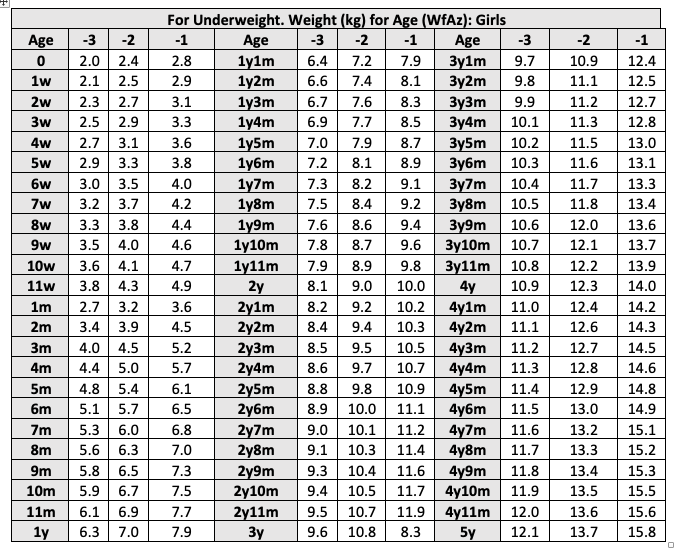 For Underweight. Weight (kg) for Age (WfAz): Girls
Age -3 -2 -1 Age -3 -2 -1 Age -3 -2 -1
0 2.0 2.4 2.8 1y1m 6.4 7.2 7.9 3y1m 9.7 10.9 12.4
1w 2.1 2.5 2.9 1y2m 6.6 7.4 8.1 3y2m 9.8 11.1 12.5
2w 2.3 2.7 3.1 1y3m 6.7 7.6 8.3 3y3m 9.9 11.2 12.7
3w 2.5 2.9 3.3 1y4m 6.9 7.7 8.5 3y4m 10.1 11.3 12.8
4w 2.7 3.1 3.6 1y5m 7.0 7.9 8.7 3y5m 10.2 11.5 13.0
5w 2.9 3.3 3.8 1y6m 7.2 8.1 8.9 3y6m 10.3 11.6 13.1
6w 3.0 3.5 4.0 1y7m 7.3 8.2 9.1 3y7m 10.4 11.7 13.3
7w 3.2 3.7 4.2 1y8m 7.5 8.4 9.2 3y8m 10.5 11.8 13.4
8w 3.3 3.8 4.4 1y9m 7.6 8.6 9.4 3y9m 10.6 12.0 13.6
9w 3.5 4.0 4.6 1y10m 7.8 8.7 9.6 3y10m 10.7 12.1 13.7
10w 3.6 4.1 4.7 1y11m 7.9 8.9 9.8 3y11m 10.8 12.2 13.9
11w 3.8 4.3 4.9 2y 8.1 9.0 10.0 4y 10.9 12.3 14.0
1m 2.7 3.2 3.6 2y1m 8.2 9.2 10.2 4y1m 11.0 12.4 14.2
2m 3.4 3.9 4.5 2y2m 8.4 9.4 10.3 4y2m 11.1 12.6 14.3
3m 4.0 4.5 5.2 2y3m 8.5 9.5 10.5 4y3m 11.2 12.7 14.5
4m 4.4 5.0 5.7 2y4m 8.6 9.7 10.7 4y4m 11.3 12.8 14.6
5m 4.8 5.4 6.1 2y5m 8.8 9.8 10.9 4y5m 11.4 12.9 14.8
6m 5.1 5.7 6.5 2y6m 8.9 10.0 11.1 4y6m 11.5 13.0 14.9
7m 5.3 6.0 6.8 2y7m 9.0 10.1 11.2 4y7m 11.6 13.2 15.1
8m 5.6 6.3 7.0 2y8m 9.1 10.3 11.4 4y8m 11.7 13.3 15.2
9m 5.8 6.5 7.3 2y9m 9.3 10.4 11.6 4y9m 11.8 13.4 15.3
10m 5.9 6.7 7.5 2y10m 9.4 10.5 11.7 4y10m 11.9 13.5 15.5
11m 6.1 6.9 7.7 2y11m 9.5 10.7 11.9 4y11m 12.0 13.6 15.6
1y 6.3 7.0 7.9 3y 9.6 10.8 8.3 5y 12.1 13.7 15.8